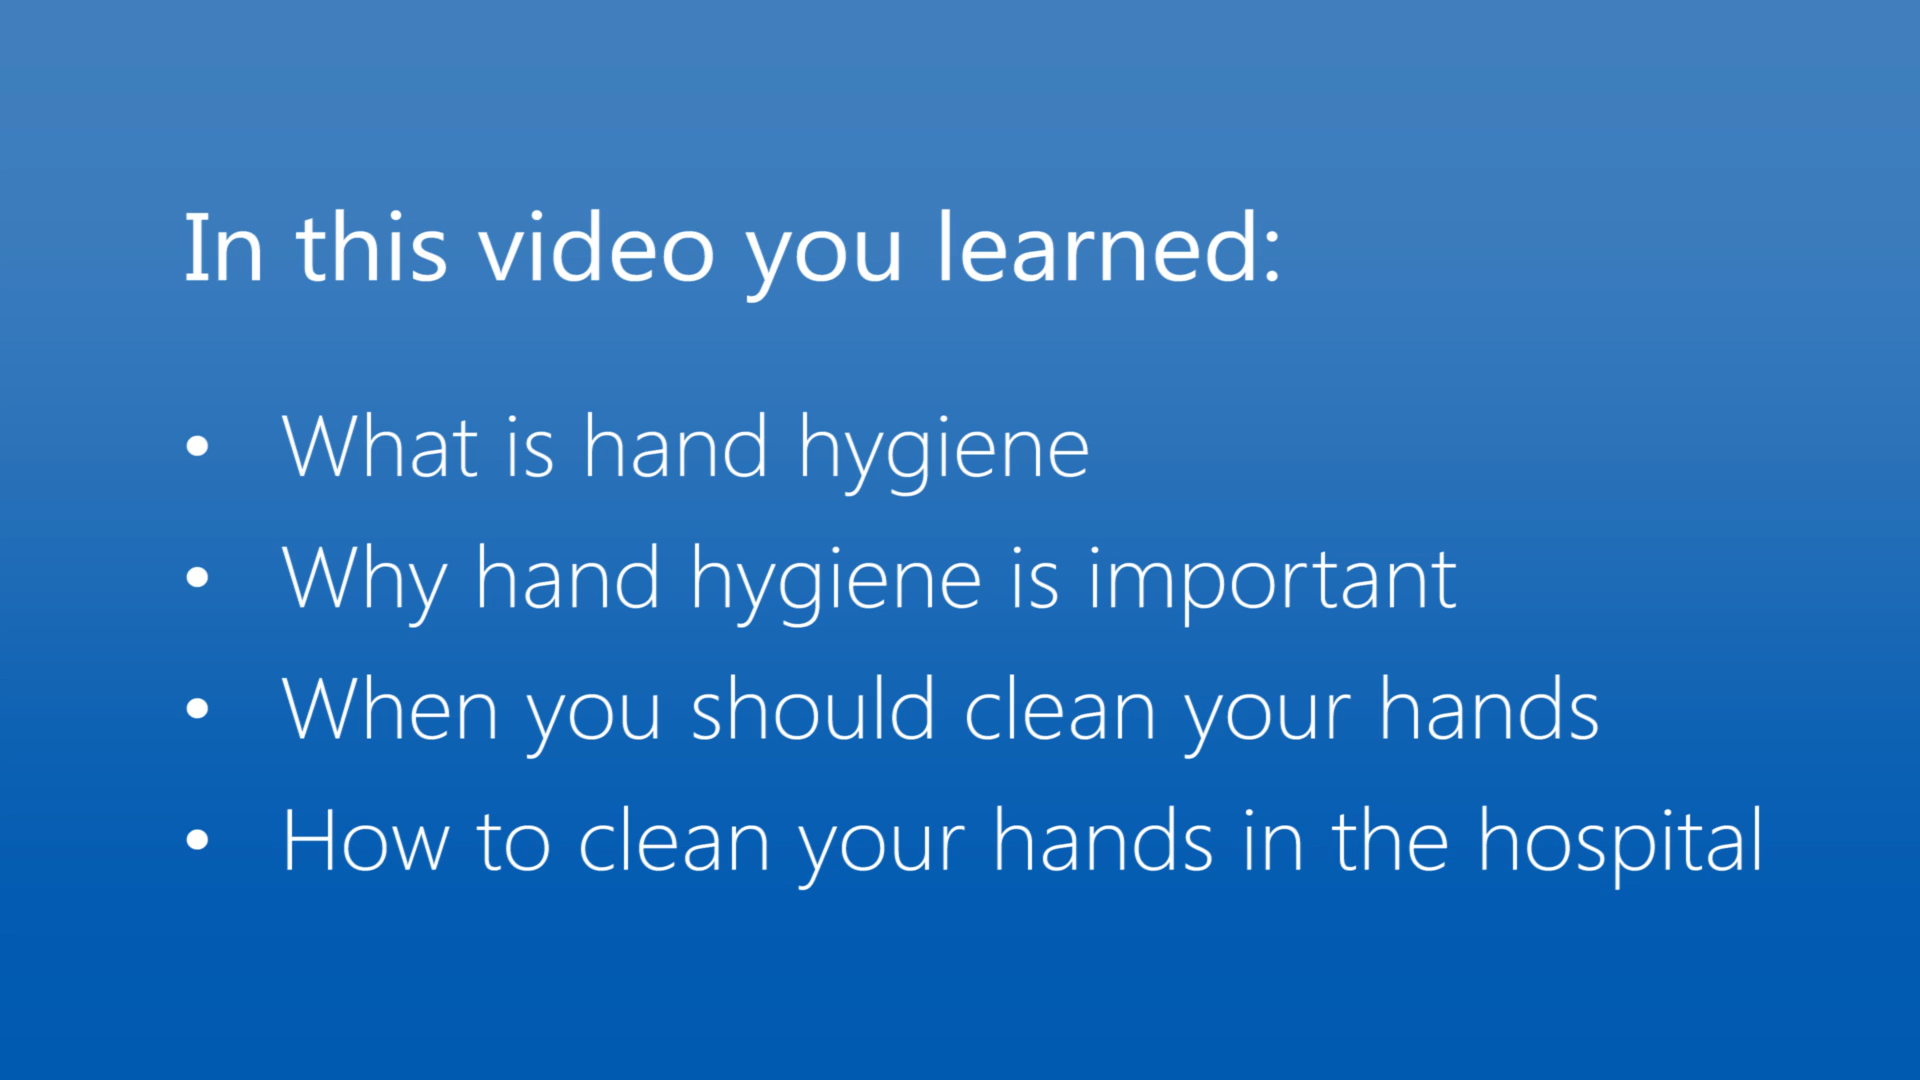 In this video you learned:
• What is hand hygiene
• Why hand hygiene is important
• When you should clean your hands
• How to clean your hands in the hospital